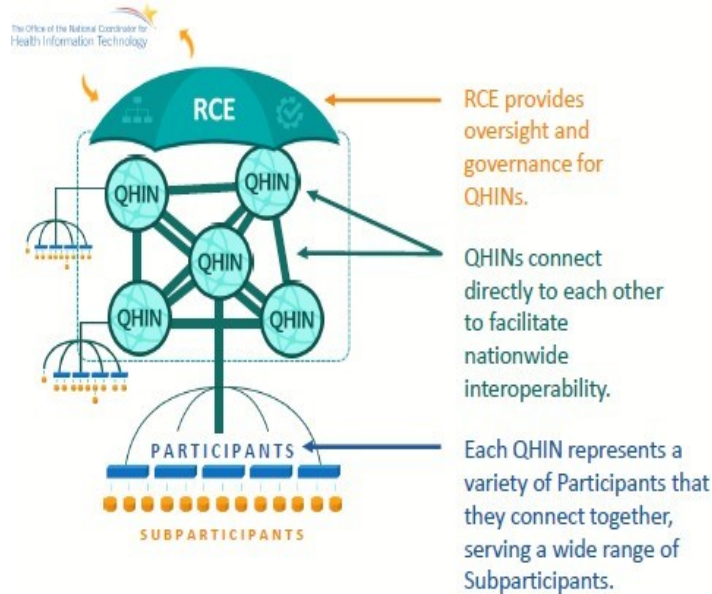 The Office of the National Coordinator for
Health Information Technology
RCE
RCE provides
oversight and
governance for
QHINs.
QHIN
QHIN
QHIN
QHIN
QHIN
QHINs connect
directly to each other
to facilitate
nationwide
interoperability.
PARTICIPANTS
SUBPARTICIPANTS
Each QHIN represents a
variety of Participants that
they connect together,
serving a wide range of
Subparticipants.